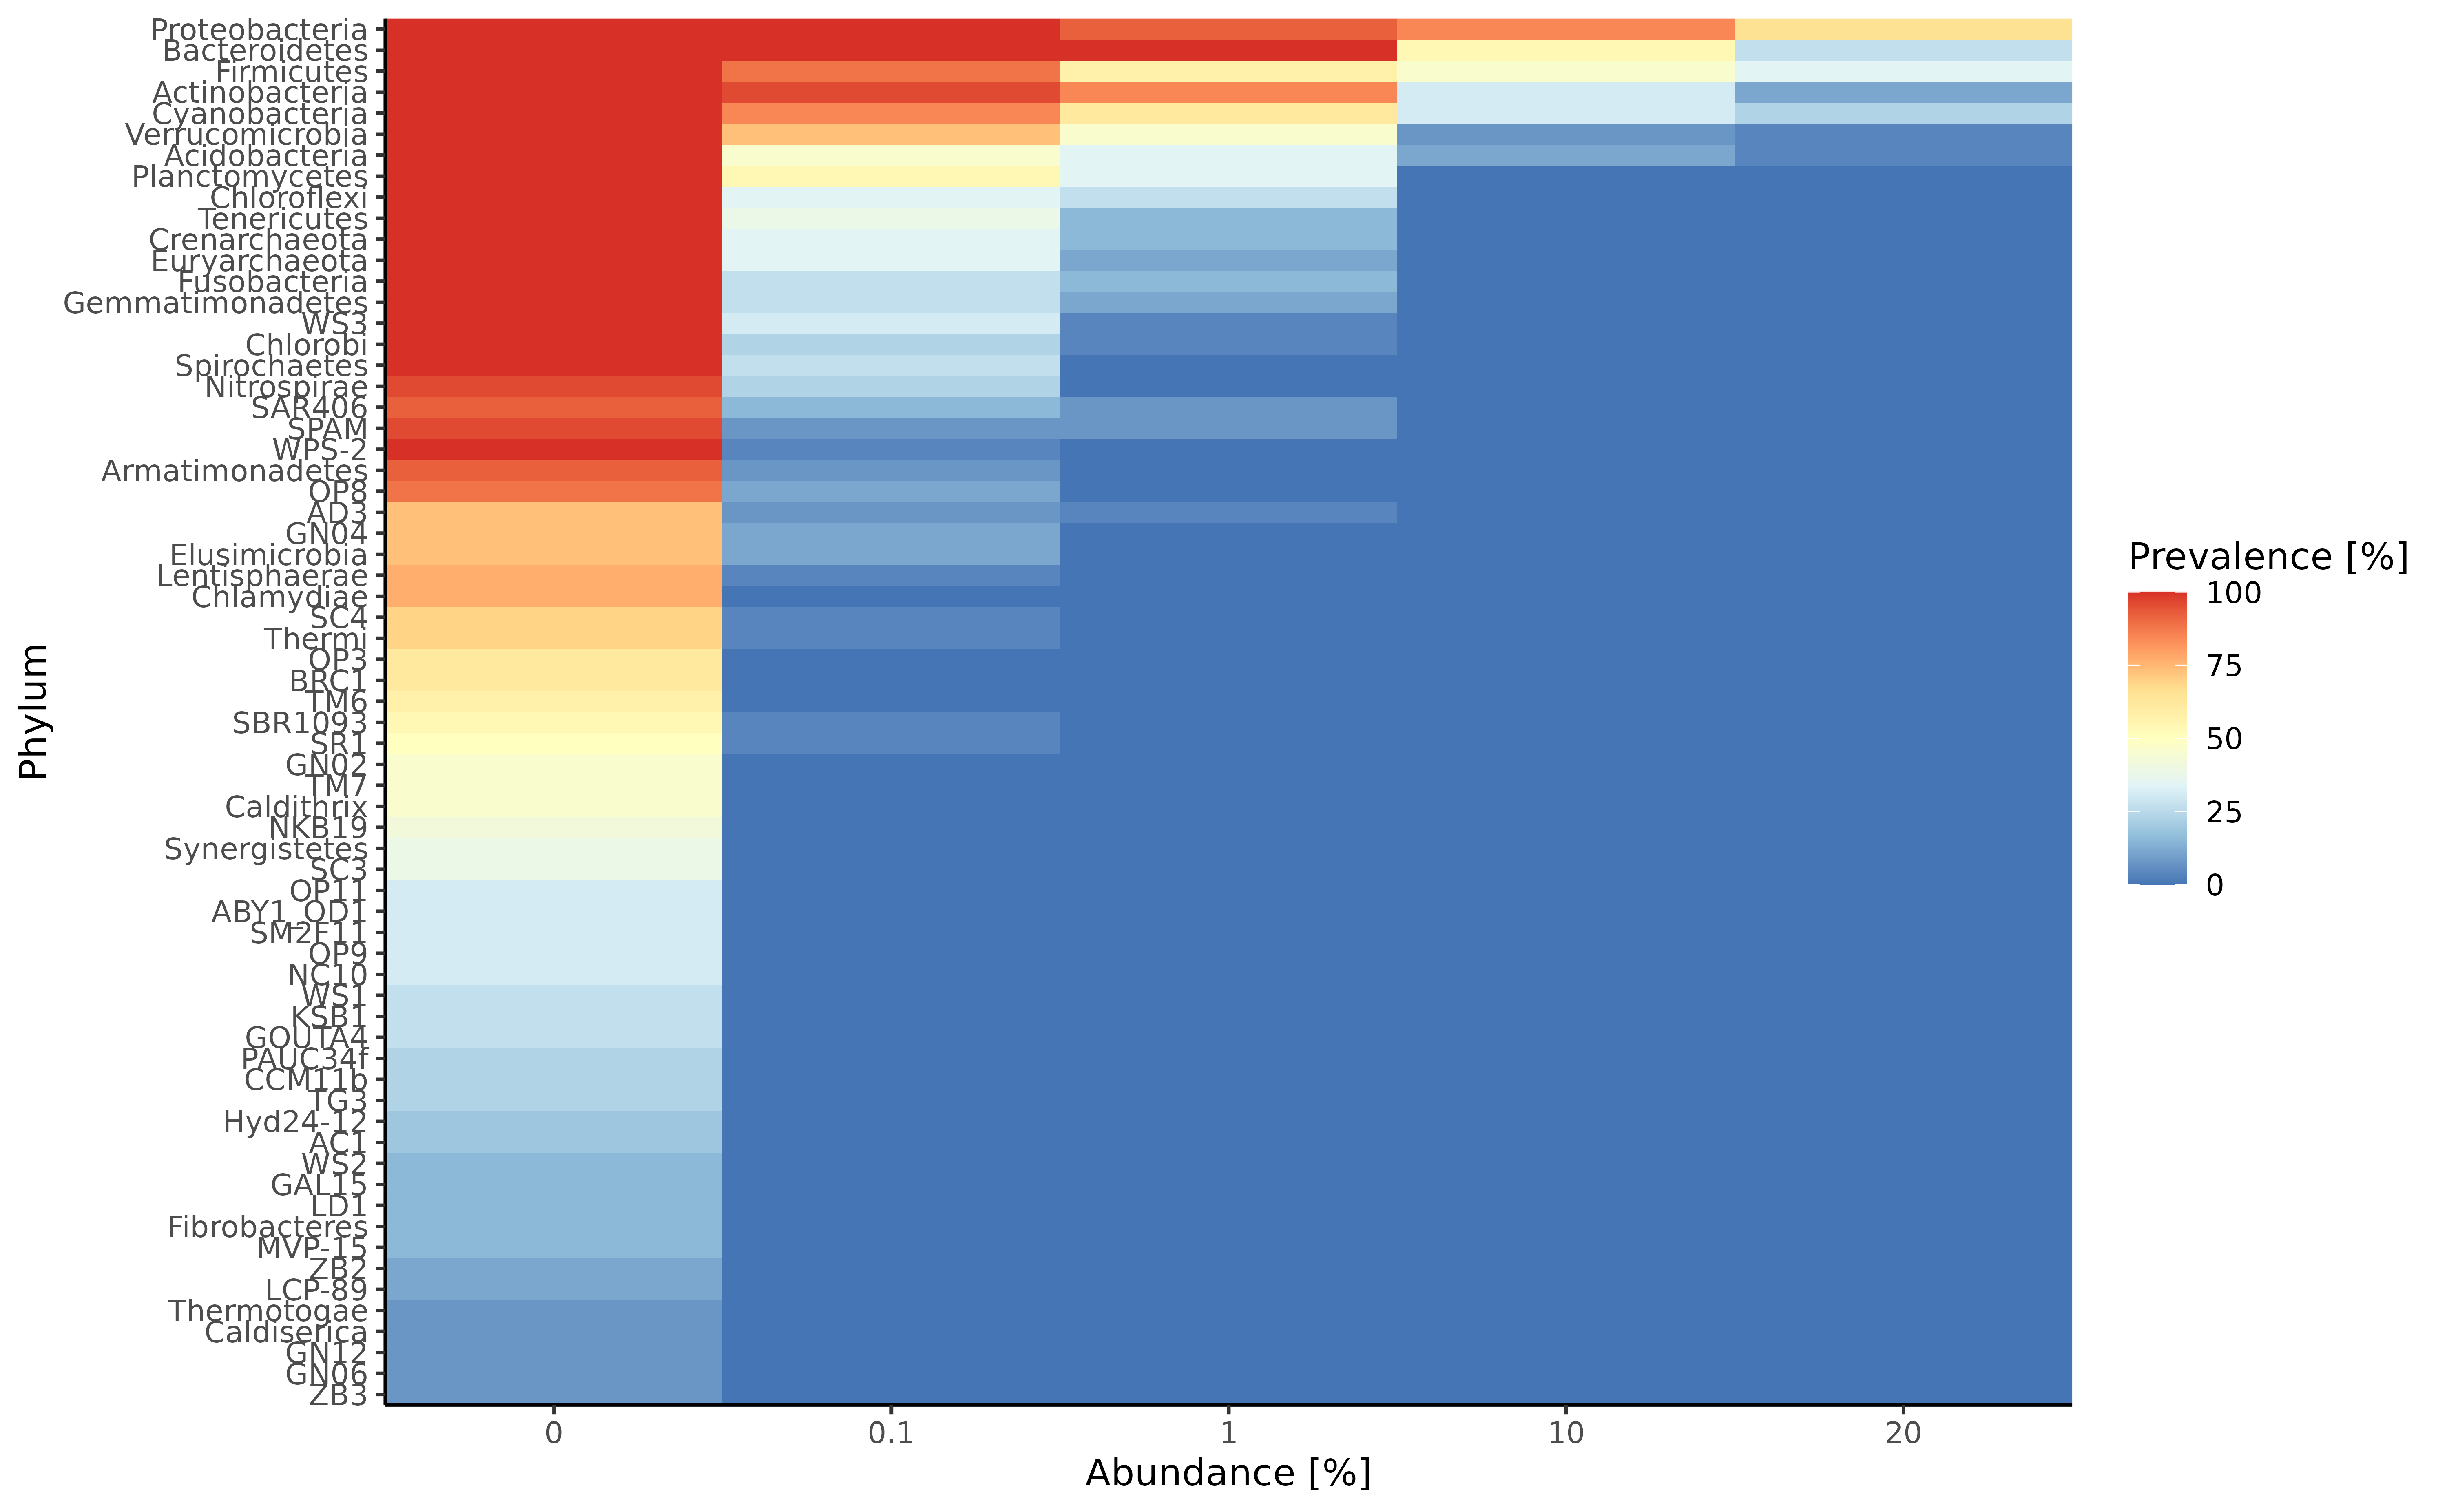 Proteobacteria
Bacteroidetes
Firmicutes
Actinobacteria
Cyanobacteria
Verrucomicrobia
Acidobacteria
Planctomycetes
Chloroflexi
Tenericutes
Crenarchaeota
Euryarchaeota
Fusobacteria
Gemmatimonadetes
WS3
Chlorobi
Spirochaetes
Nitrospirae
SAR406
SPAM
WPS-2
Armatimonadetes
OP8
AD3
GN04
Elusimicrobia
Lentisphaerae
Chlamydiae
SC4
Thermi
OP3
BRC1
TM6
SBR1093
SR1
GN02
TM7
Caldithrix
NKB19
Synergistetes
SC3
OP11
ABY1_OD1
SM2F11
OP9
NC10
WS1
KSB1
GOUTA4
PAUC34f
CCM11b
TG3
Hyd24-12
AC1
WS2
GAL15
LD1
Fibrobacteres
MVP-15
ZB2
LCP-89
Thermotogae
Caldiserica
GN12
GN06
ZB3
Phylum
0
0.1
1
10
20
Abundance [%]
Prevalence [%]
100
75
50
25
0